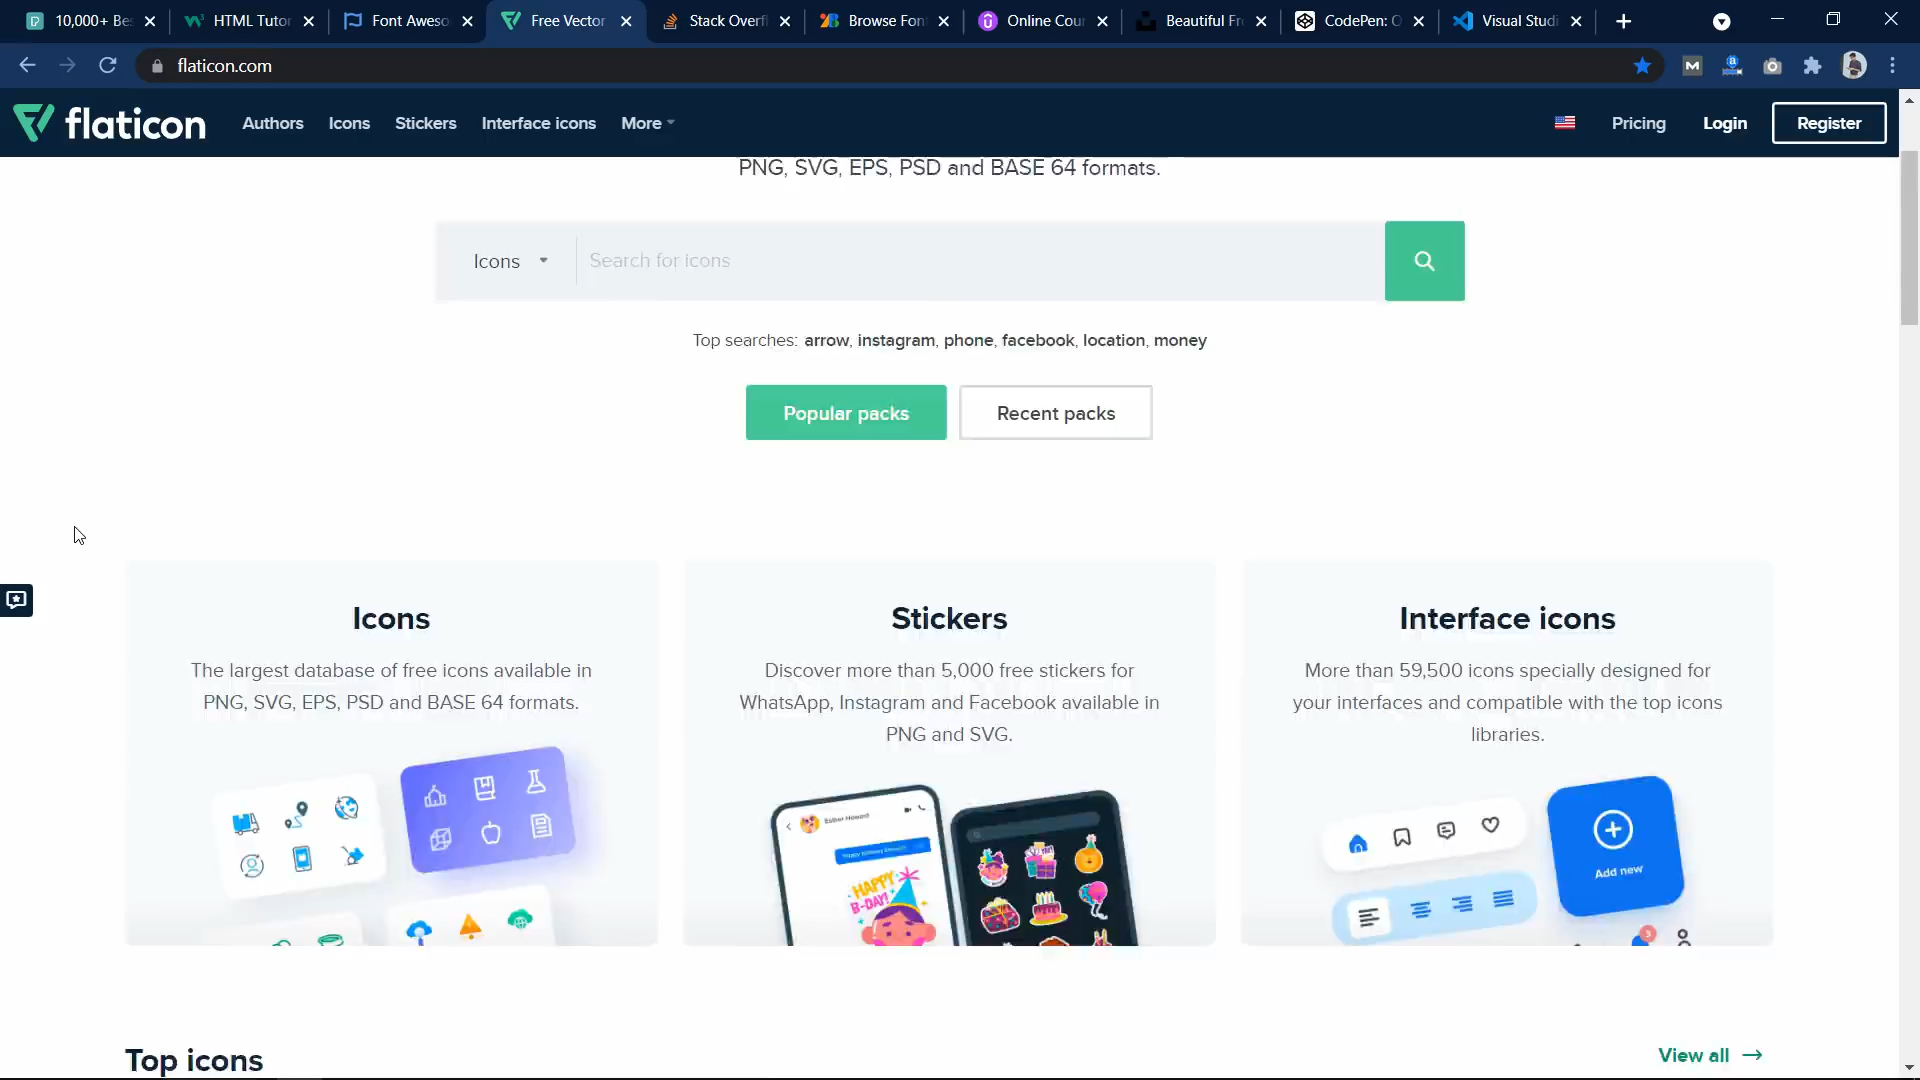 10,000+ Bes
HTML Tutor
Font Aweso
Free Vector
Stack Overfl
Browse Fon
Online Cour
Beautiful Fr
CodePen: O
Visual Studi
flaticon.com
flaticon
Authors
Icons
Stickers
Interface icons
More
Pricing
Login
Register
PNG, SVG, EPS, PSD and BASE 64 formats.
Icons
Search for icons
Top searches: arrow, instagram, phone, facebook, location, money
Popular packs
Recent packs
Icons
The largest database of free icons available in
PNG, SVG, EPS, PSD and BASE 64 formats.
Stickers
Discover more than 5,000 free stickers for
WhatsApp, Instagram and Facebook available in
PNG and SVG.
Esther Howard
HAPPY
B-DAY!
Interface icons
More than 59,500 icons specially designed for
your interfaces and compatible with the top icons
libraries.
Add new
3
Top icons
View all